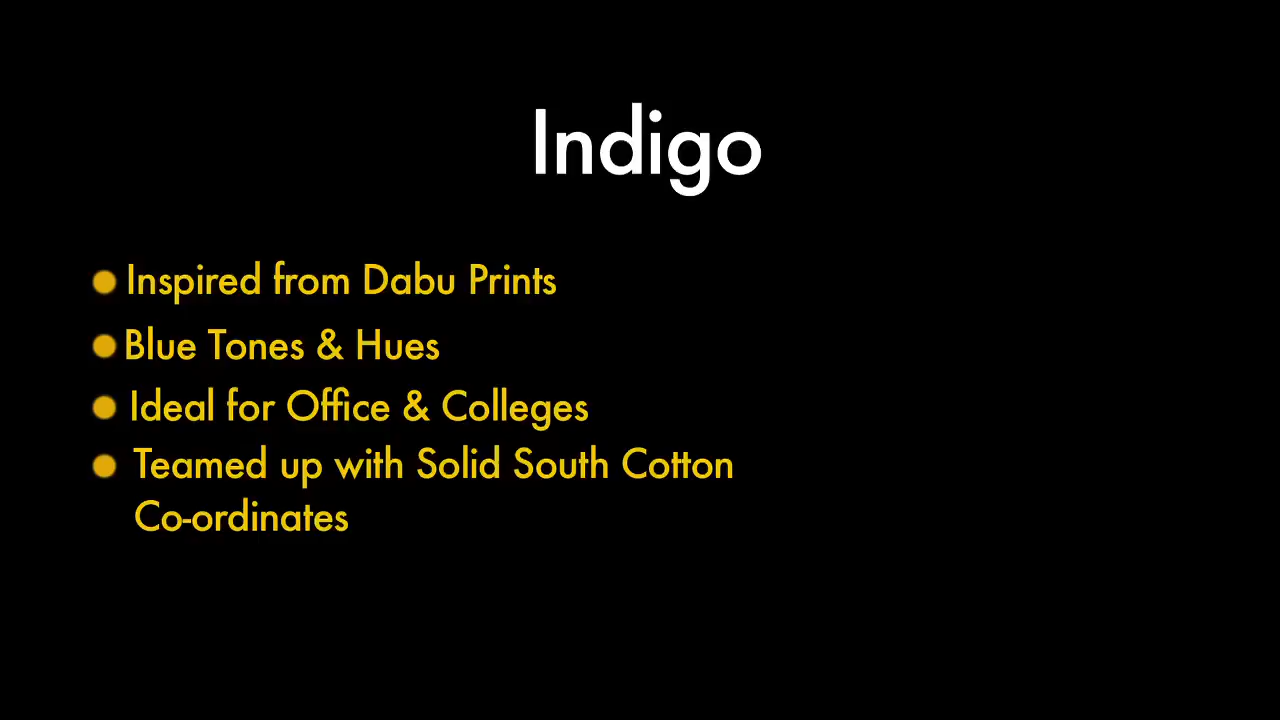 Indigo
Inspired from Dabu Prints
Blue Tones & Hues
Ideal for Office & Colleges
Teamed up with Solid South Cotton
Co-ordinates